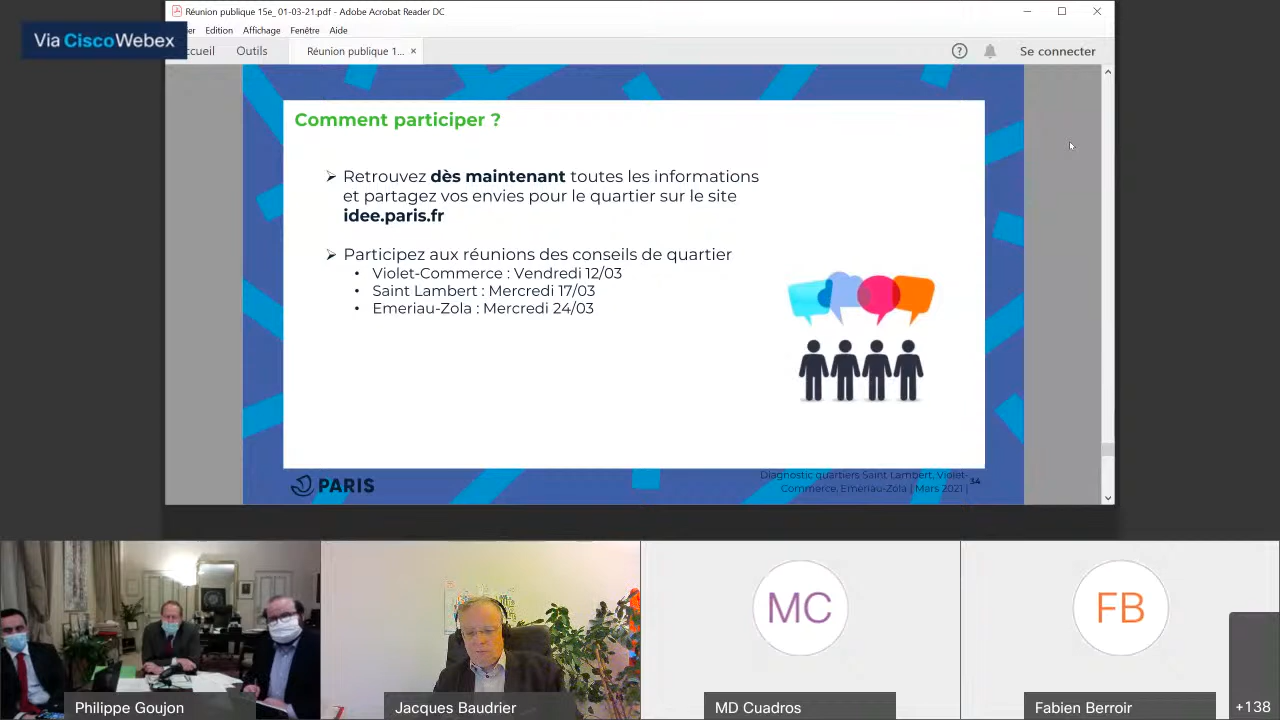 Réunion publique 15e_ 01-03-21.pdf - Adobe Acrobat Reader DC
Edition Affichage Fenêtre Aide
Via Cisco Webex
Outils
Réunion publique 1... ×
Se connecter
Comment participer ?
Retrouvez dès maintenant toutes les informations
et partagez vos envies pour le quartier sur le site
idee.paris.fr
Participez aux réunions des conseils de quartier
• Violet-Commerce : Vendredi 12/03
• Saint Lambert : Mercredi 17/03
• Emeriau-Zola : Mercredi 24/03
PARIS
Diagnostic quartiers Saint Lambert, Violet-
Commerce, Emeriau-Zola | Mars 2021 |
34
MC
FB
Philippe Goujon
Jacques Baudrier
MD Cuadros
Fabien Berroir
+138